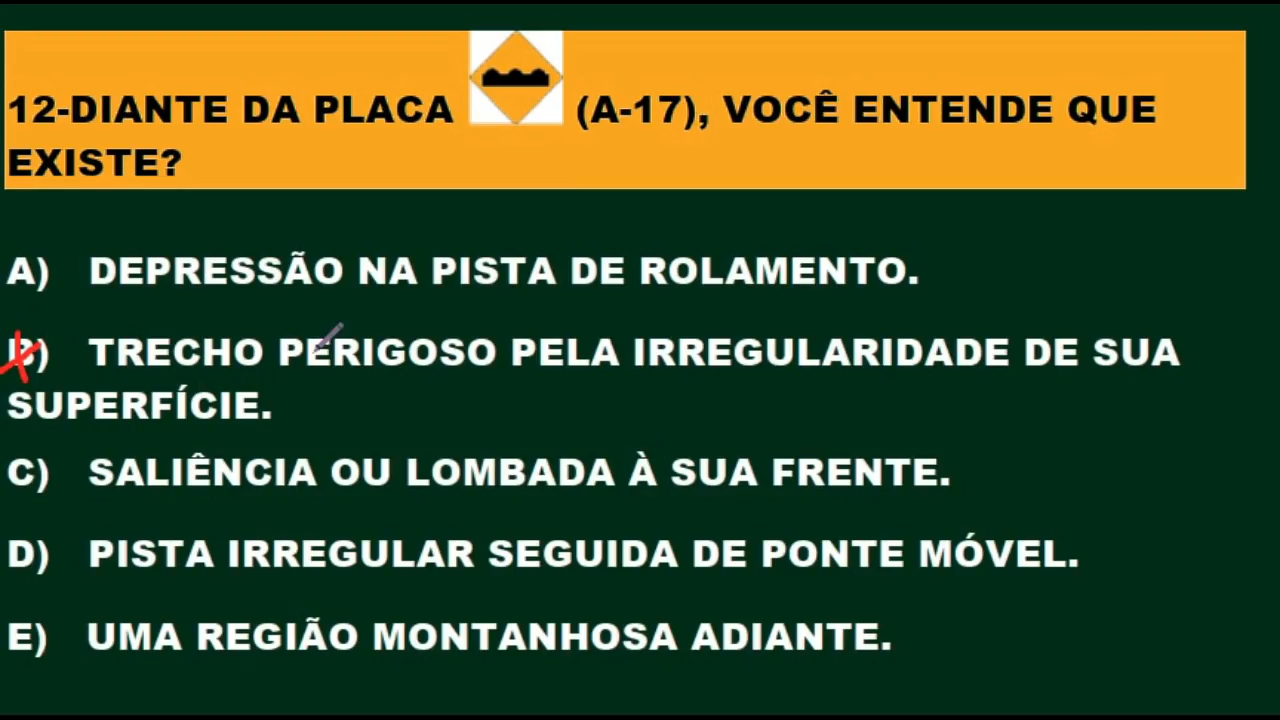 12-DIANTE DA PLACA (A-17), VOCÊ ENTENDE QUE
EXISTE?
A) DEPRESSÃO NA PISTA DE ROLAMENTO.
B) TRECHO PERIGOSO PELA IRREGULARIDADE DE SUA
SUPERFÍCIE.
C) SALIÊNCIA OU LOMBADA À SUA FRENTE.
D) PISTA IRREGULAR SEGUIDA DE PONTE MÓVEL.
E) UMA REGIÃO MONTANHOSA ADIANTE.